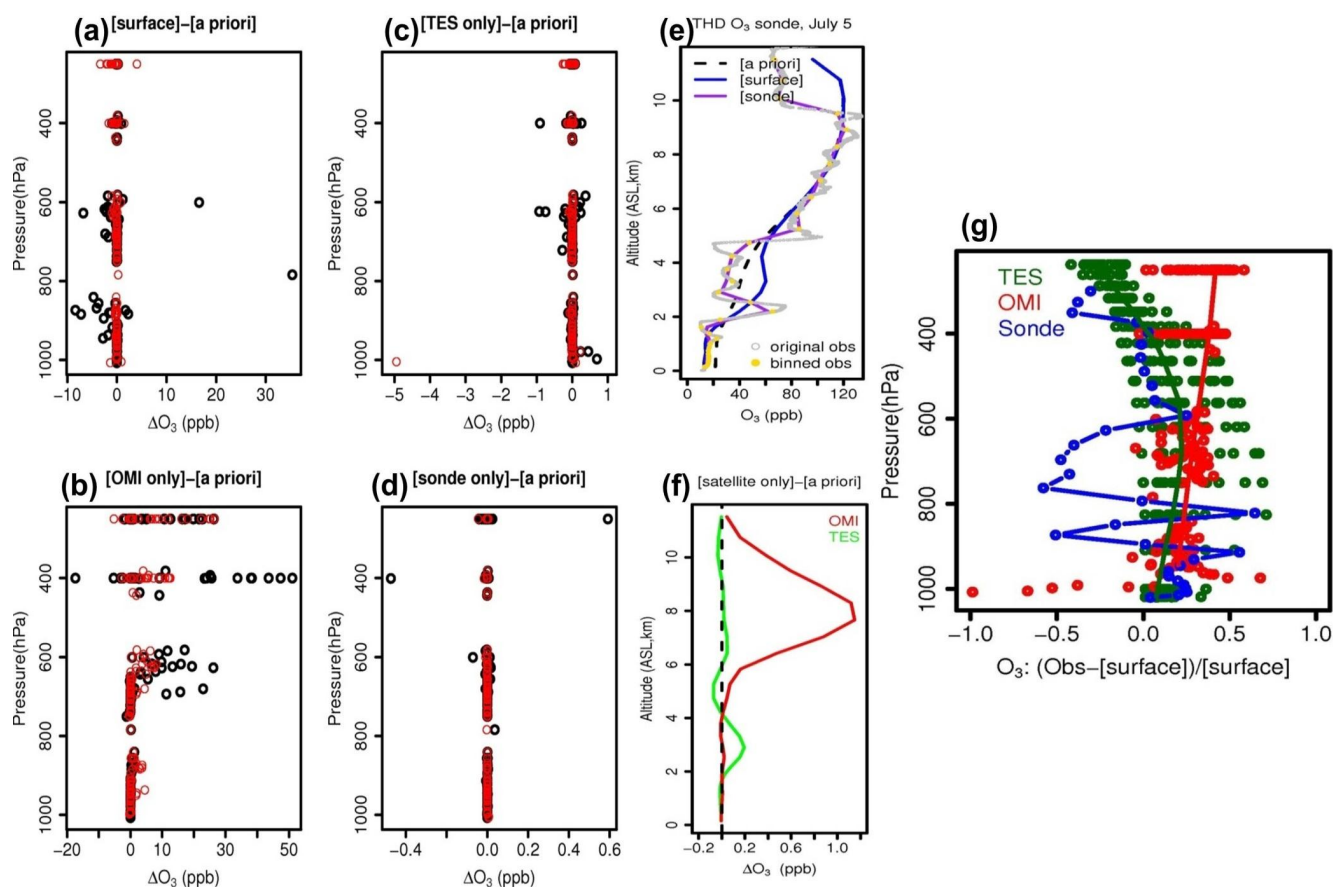 (a) [surface]−[a priori]
−10 0 10 20 30
400
600
800
1000
Pressure(hPa)
ΔO₃ (ppb)
(c) [TES only]−[a priori]
−5 −4 −3 −2 −1 0 1
400
600
800
1000
Pressure(hPa)
ΔO₃ (ppb)
(e) THD O₃ sonde, July 5
[a priori]
[surface]
[sonde]
original obs
binned obs
10
8
6
4
2
0
Altitude (ASL,km)
0 40 80 120
O₃ (ppb)
(b) [OMI only]−[a priori]
400
600
800
1000
Pressure(hPa)
−20 0 10 30 50
ΔO₃ (ppb)
(d) [sonde only]−[a priori]
400
600
800
1000
Pressure(hPa)
−0.4 0.0 0.2 0.4 0.6
ΔO₃ (ppb)
(f) [satellite only]−[a priori]
OMI
TES
10
8
6
4
2
0
Altitude (ASL,km)
−0.2 0.2 0.6 1.2
ΔO₃ (ppb)
(g)
TES
OMI
Sonde
400
600
800
1000
Pressure(hPa)
−1.0 −0.5 0.0 0.5 1.0
O₃: (Obs−[surface])/[surface]